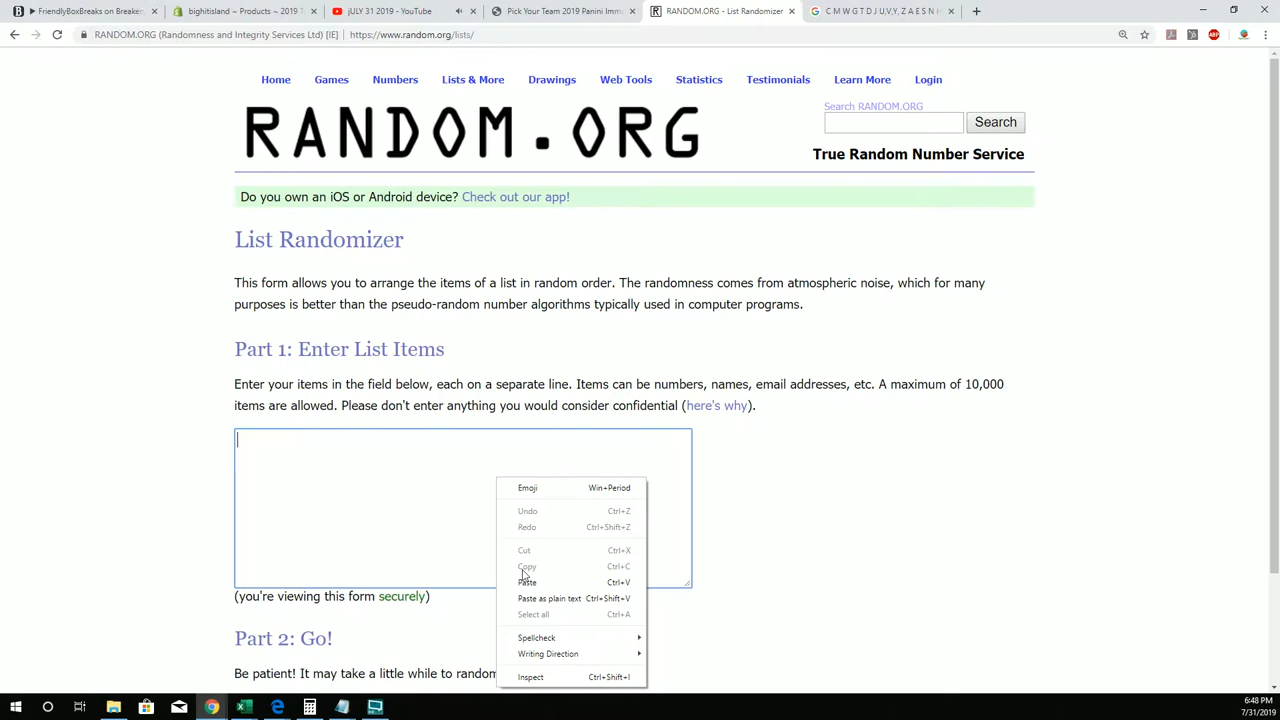 FriendlyBoxBreaks on Breaker
bighitisland ~ Products ~ 2019 T
jULY 31 2019 - YouTube
Pick Your Team 2019 Panini Imm
RANDOM.ORG - List Randomizer
C M W G T D J U,V,Y, Z A E S N H
RANDOM.ORG (Randomness and Integrity Services Ltd) [IE]
https://www.random.org/lists/
ABP
Home Games Numbers Lists & More Drawings Web Tools Statistics Testimonials Learn More Login
RANDOM.ORG
Search RANDOM.ORG
Search
True Random Number Service
Do you own an iOS or Android device? Check out our app!
List Randomizer
This form allows you to arrange the items of a list in random order. The randomness comes from atmospheric noise, which for many
purposes is better than the pseudo-random number algorithms typically used in computer programs.
Part 1: Enter List Items
Enter your items in the field below, each on a separate line. Items can be numbers, names, email addresses, etc. A maximum of 10,000
items are allowed. Please don't enter anything you would consider confidential (here's why).
Emoji Win+Period
Undo Ctrl+Z
Redo Ctrl+Shift+Z
Cut Ctrl+X
Copy Ctrl+C
Paste Ctrl+V
Paste as plain text Ctrl+Shift+V
Select all Ctrl+A
Spellcheck
Writing Direction
Inspect Ctrl+Shift+I
(you're viewing this form securely)
Part 2: Go!
Be patient! It may take a little while to random
6:48 PM
7/31/2019